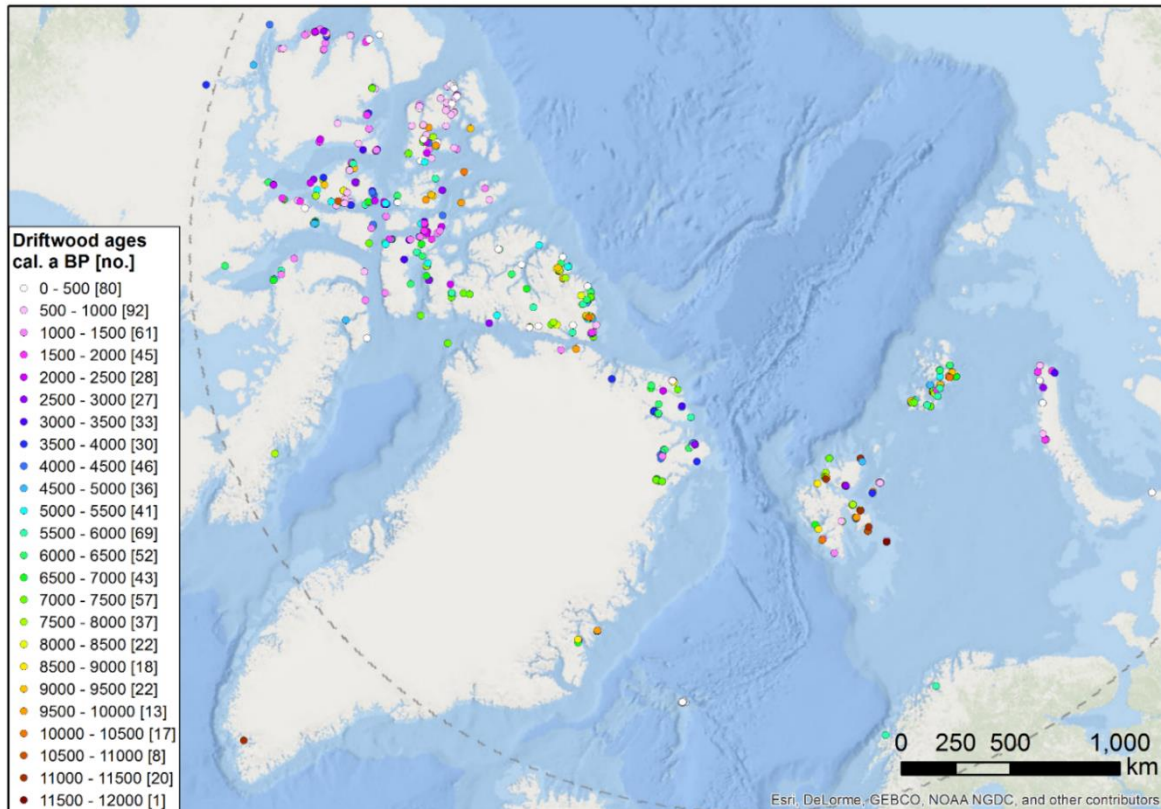 Driftwood ages
cal. a BP [no.]
0 - 500 [80]
500 - 1000 [92]
1000 - 1500 [61]
1500 - 2000 [45]
2000 - 2500 [28]
2500 - 3000 [27]
3000 - 3500 [33]
3500 - 4000 [30]
4000 - 4500 [46]
4500 - 5000 [36]
5000 - 5500 [41]
5500 - 6000 [69]
6000 - 6500 [52]
6500 - 7000 [43]
7000 - 7500 [57]
7500 - 8000 [37]
8000 - 8500 [22]
8500 - 9000 [18]
9000 - 9500 [22]
9500 - 10000 [13]
10000 - 10500 [17]
10500 - 11000 [8]
11000 - 11500 [20]
11500 - 12000 [1]
0 250 500 1,000
km
Esri, DeLorme, GEBCO, NOAA NGDC, and other contributors